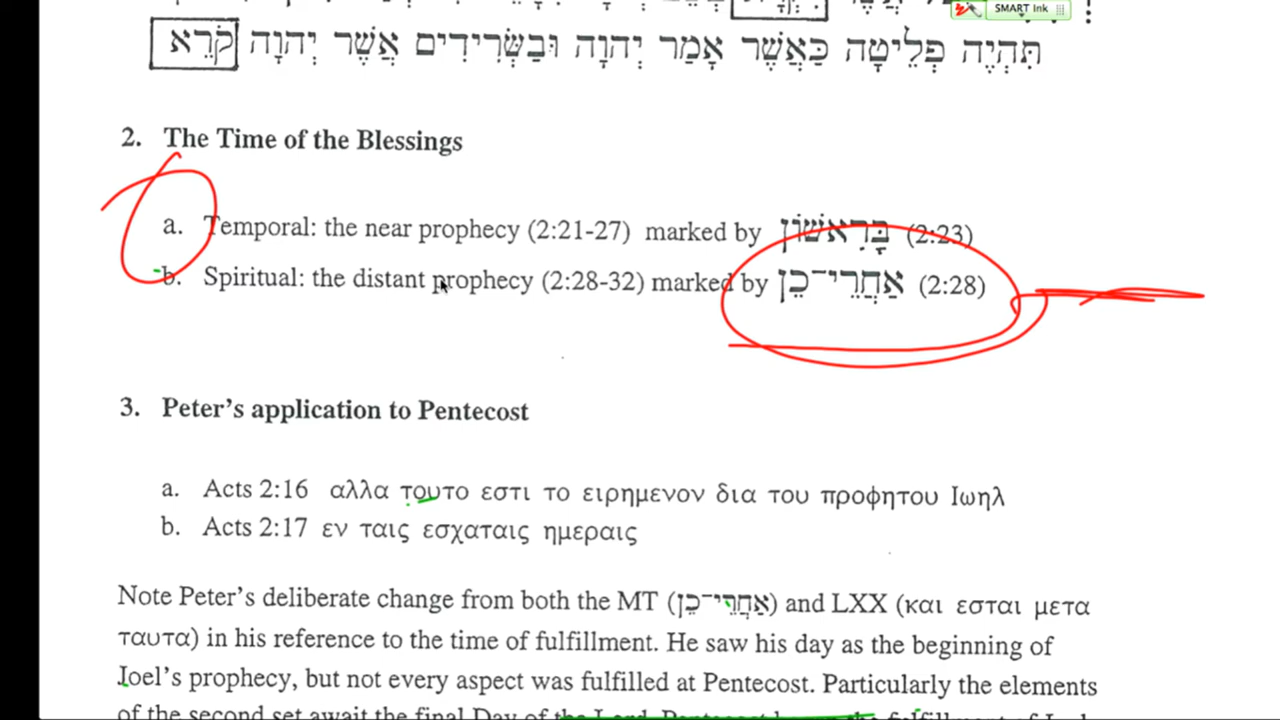 SMART Ink
תִּהְיֶה פְלֵיטָה כַּאֲשֶׁר אָמַר יְהוָה וּבַשְּׂרִידִים אֲשֶׁר יְהוָה קֹרֵא
2. The Time of the Blessings
a. Temporal: the near prophecy (2:21-27) marked by בָּרִאשׁוֹן (2:23)
b. Spiritual: the distant prophecy (2:28-32) marked by אַחֲרֵי־כֵן (2:28)
3. Peter's application to Pentecost
a. Acts 2:16 αλλα τουτο εστι το ειρημενον δια του προφητου Ιωηλ
b. Acts 2:17 εν ταις εσχαταις ημεραις
Note Peter's deliberate change from both the MT (אַחֲרֵי־כֵן) and LXX (και εσται μετα
ταυτα) in his reference to the time of fulfillment. He saw his day as the beginning of
Joel's prophecy, but not every aspect was fulfilled at Pentecost. Particularly the elements
of the second set await the final Day of the Lord. Pentecost